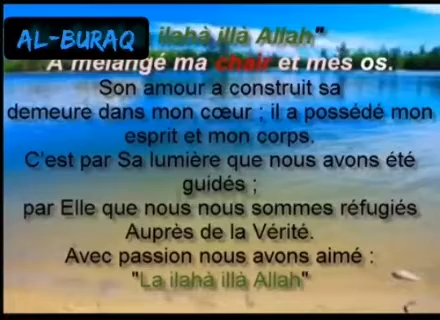 AL-BURAQ
ilahà illà Allah"
A mélangé ma chair et mes os.
Son amour a construit sa
demeure dans mon cœur ; il a possédé mon
esprit et mon corps.
C'est par Sa lumière que nous avons été
guidés ;
par Elle que nous nous sommes réfugiés
Auprès de la Vérité.
Avec passion nous avons aimé :
"La ilahà illà Allah"